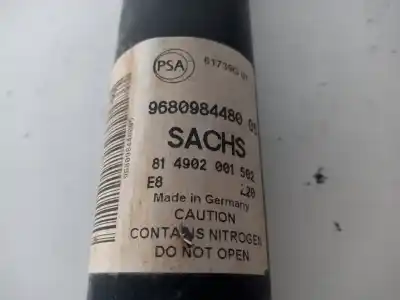 PSA
9680984480
SACHS
81 4902 001 502
E8
Made in Germany
CAUTION
CONTAINS NITROGEN
DO NOT OPEN